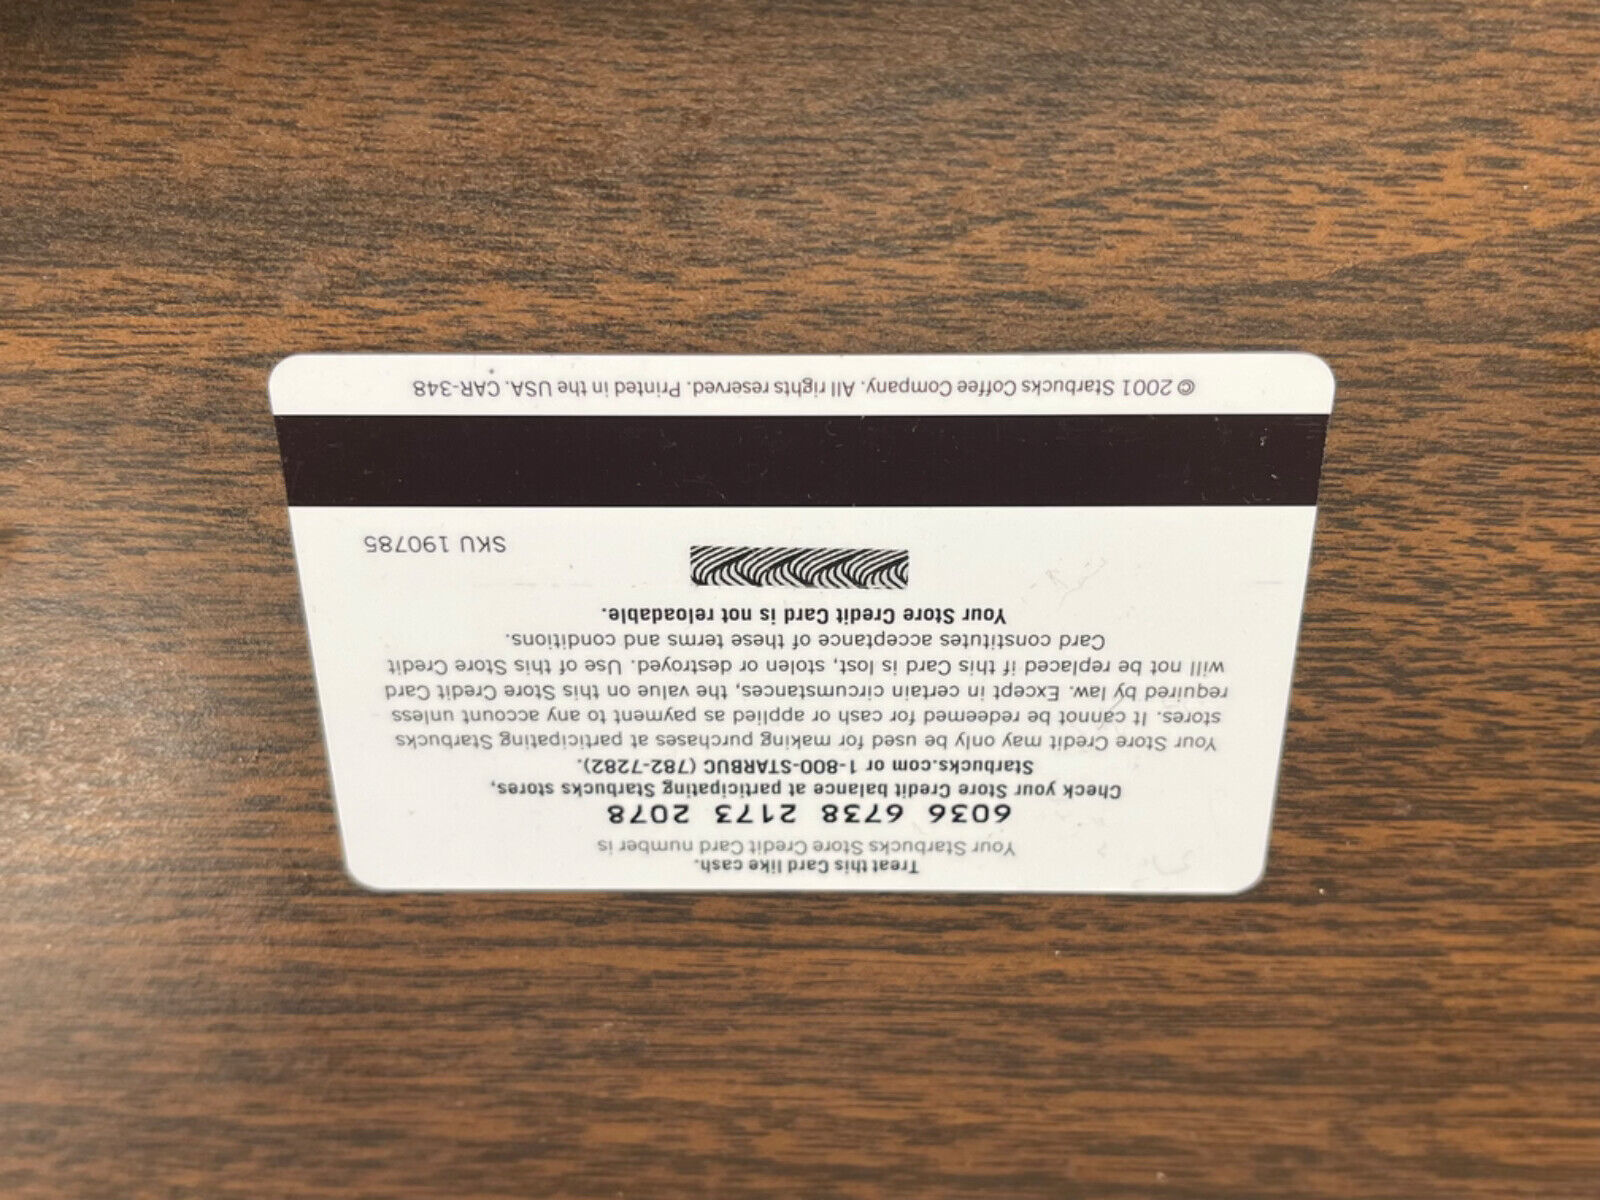 Treat this Card like cash.
Your Starbucks Store Credit Card number is
6036 6738 2173 2078
Check your Store Credit balance at participating Starbucks stores,
Starbucks.com or 1-800-STARBUC (782-7282).
Your Store Credit may only be used for making purchases at participating Starbucks
stores. It cannot be redeemed for cash or applied as payment to any account unless
required by law. Except in certain circumstances, the value on this Store Credit Card
will not be replaced if this Card is lost, stolen or destroyed. Use of this Store Credit
Card constitutes acceptance of these terms and conditions.
Your Store Credit Card is not reloadable.
SKU 190785
© 2001 Starbucks Coffee Company. All rights reserved. Printed in the USA. CAR-348